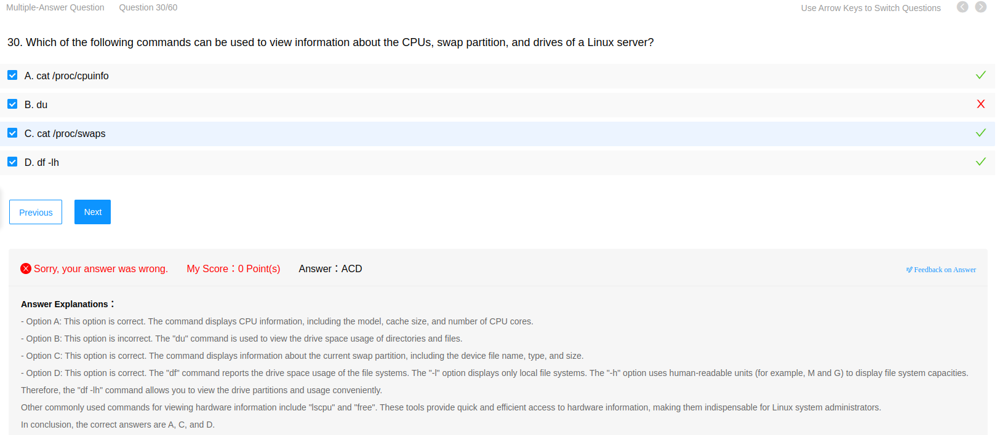 Multiple-Answer Question Question 30/60 Use Arrow Keys to Switch Questions
30. Which of the following commands can be used to view information about the CPUs, swap partition, and drives of a Linux server?
A. cat /proc/cpuinfo
B. du
C. cat /proc/swaps
D. df -lh
Previous Next
Sorry, your answer was wrong. My Score：0 Point(s) Answer：ACD Feedback on Answer
Answer Explanations：
- Option A: This option is correct. The command displays CPU information, including the model, cache size, and number of CPU cores.
- Option B: This option is incorrect. The "du" command is used to view the drive space usage of directories and files.
- Option C: This option is correct. The command displays information about the current swap partition, including the device file name, type, and size.
- Option D: This option is correct. The "df" command reports the drive space usage of the file systems. The "-l" option displays only local file systems. The "-h" option uses human-readable units (for example, M and G) to display file system capacities.
Therefore, the "df -lh" command allows you to view the drive partitions and usage conveniently.
Other commonly used commands for viewing hardware information include "lscpu" and "free". These tools provide quick and efficient access to hardware information, making them indispensable for Linux system administrators.
In conclusion, the correct answers are A, C, and D.